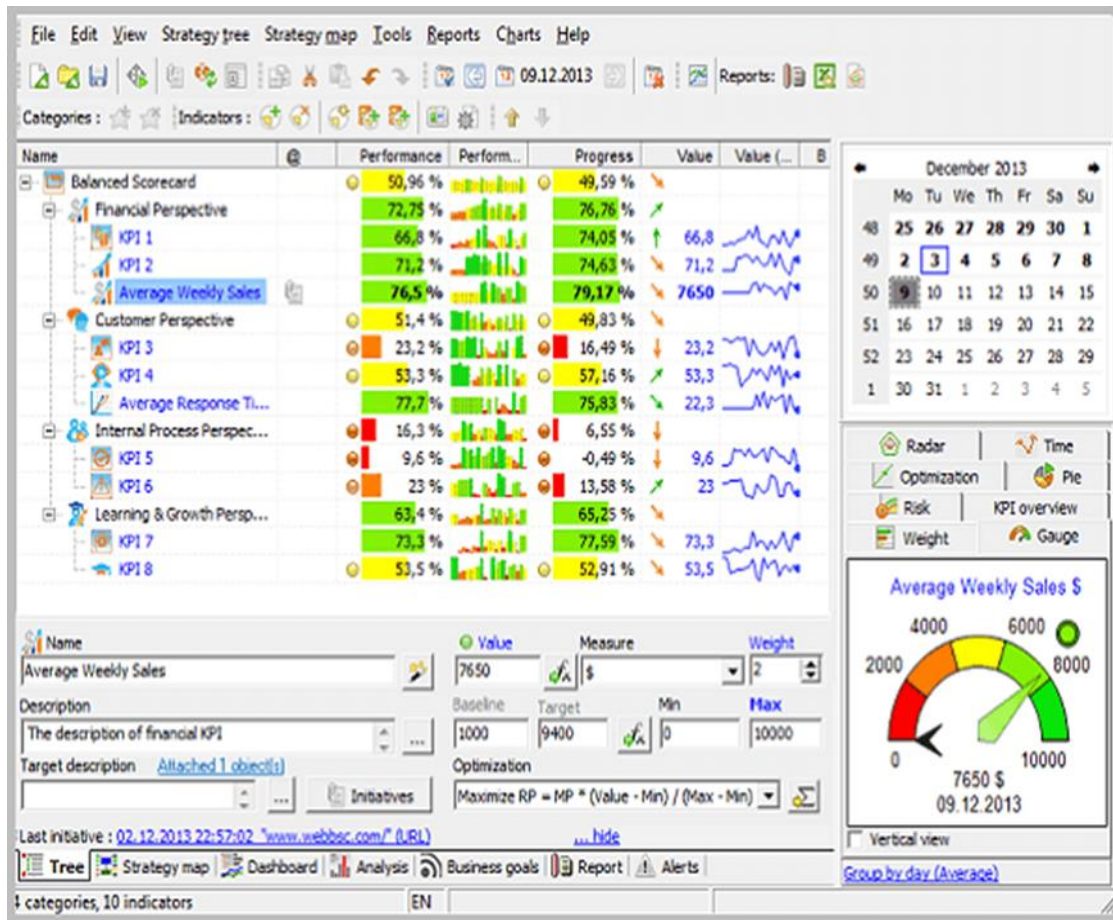 File Edit View Strategy tree Strategy map Tools Reports Charts Help
09.12.2013 Reports:
Categories : Indicators :
Name @ Performance Perform... Progress Value Value (... B
Balanced Scorecard 50,96 % 49,59 %
Financial Perspective 72,75 % 76,76 %
KPI 1 66,8 % 74,05 % 66,8
KPI 2 71,2 % 74,63 % 71,2
Average Weekly Sales 76,5 % 79,17 % 7650
Customer Perspective 51,4 % 49,83 %
KPI 3 23,2 % 16,49 % 23,2
KPI 4 53,3 % 57,16 % 53,3
Average Response Ti... 77,7 % 75,83 % 22,3
Internal Process Perspec... 16,3 % 6,55 %
KPI 5 9,6 % -0,49 % 9,6
KPI 6 23 % 13,58 % 23
Learning & Growth Persp... 63,4 % 65,25 %
KPI 7 73,3 % 77,59 % 73,3
KPI 8 53,5 % 52,91 % 53,5
December 2013
Mo Tu We Th Fr Sa Su
48 25 26 27 28 29 30 1
49 2 3 4 5 6 7 8
50 9 10 11 12 13 14 15
51 16 17 18 19 20 21 22
52 23 24 25 26 27 28 29
1 30 31 1 2 3 4 5
Radar Time
Optimization Pie
Risk KPI overview
Weight Gauge
Average Weekly Sales $
4000 6000
2000 8000
0 10000
7650 $
09.12.2013
Vertical view
Group by day (Average)
Name Value Measure Weight
Average Weekly Sales 7650 $ 2
Description Baseline Target Min Max
The description of financial KPI ... 1000 9400 0 10000
Target description Attached 1 object(s) Optimization
... Initiatives Maximize RP = MP * (Value - Min) / (Max - Min)
Last initiative : 02.12.2013 22:57:02 "www.webbsc.com/" (URL) ... hide
Tree Strategy map Dashboard Analysis Business goals Report Alerts
4 categories, 10 indicators EN